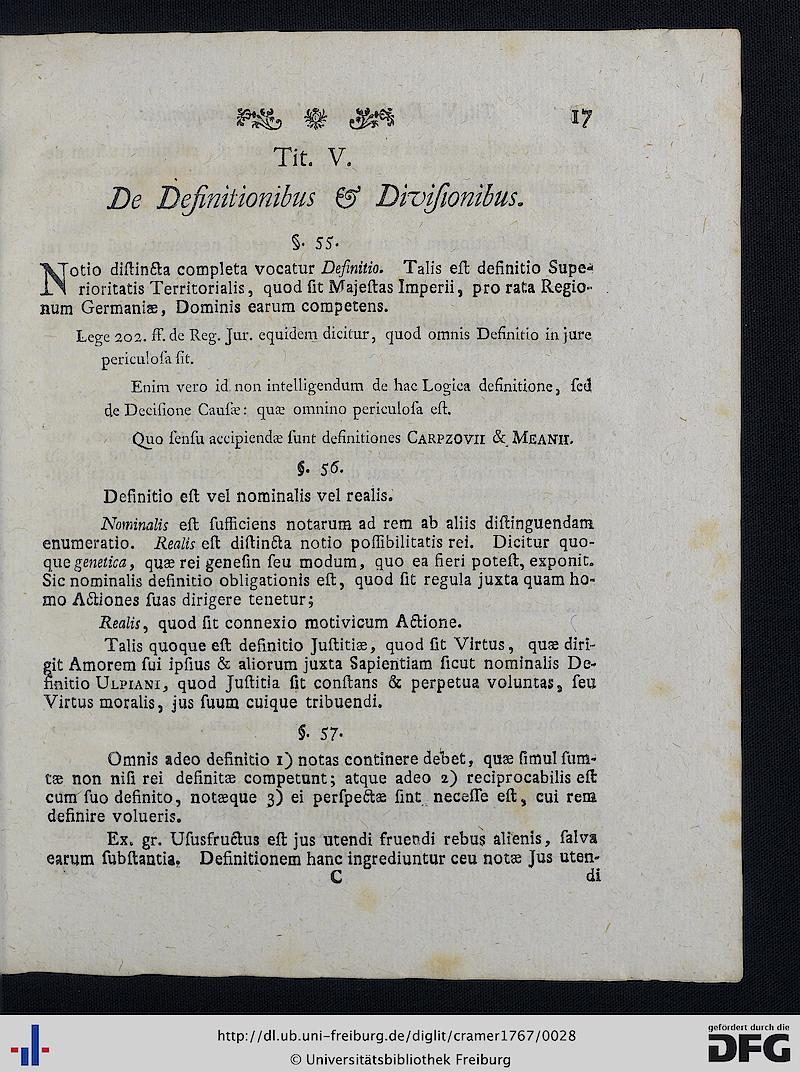 17
Tit. V.
De Definitionibus & Diviſionibus.
§. 55.
Notio diſtincta completa vocatur Definitio. Talis eſt definitio Supe-
rioritatis Territorialis, quod ſit Majeſtas Imperii, pro rata Regio-
num Germaniæ, Dominis earum competens.
Lege 202. ff. de Reg. Jur. equidem dicitur, quod omnis Definitio in jure
periculoſa ſit.
Enim vero id non intelligendum de hac Logica definitione, ſed
de Deciſione Cauſæ: quæ omnino periculoſa eſt.
Quo ſenſu accipiendæ ſunt definitiones CARPZOVII & MEANII.
§. 56.
Definitio eſt vel nominalis vel realis.
Nominalis eſt ſufficiens notarum ad rem ab aliis diſtinguendam
enumeratio. Realis eſt diſtincta notio poſſibilitatis rei. Dicitur quo-
que genetica, quæ rei geneſin ſeu modum, quo ea fieri poteſt, exponit.
Sic nominalis definitio obligationis eſt, quod ſit regula juxta quam ho-
mo Actiones ſuas dirigere tenetur;
Realis, quod ſit connexio motivicum Actione.
Talis quoque eſt definitio Juſtitiæ, quod ſit Virtus, quæ diri-
git Amorem ſui ipſius & aliorum juxta Sapientiam ſicut nominalis De-
finitio ULPIANI, quod Juſtitia ſit conſtans & perpetua voluntas, ſeu
Virtus moralis, jus ſuum cuique tribuendi.
§. 57.
Omnis adeo definitio 1) notas continere debet, quæ ſimul ſum-
tæ non niſi rei definitæ competunt; atque adeo 2) reciprocabilis eſt
cum ſuo definito, notæque 3) ei perſpectæ ſint neceſſe eſt, cui rem
definire volueris.
Ex. gr. Uſusfructus eſt jus utendi fruendi rebus alienis, ſalva
earum ſubſtantia. Definitionem hanc ingrediuntur ceu notæ Jus uten-
C di
http://dl.ub.uni-freiburg.de/diglit/cramer1767/0028
© Universitätsbibliothek Freiburg
gefördert durch die
DFG